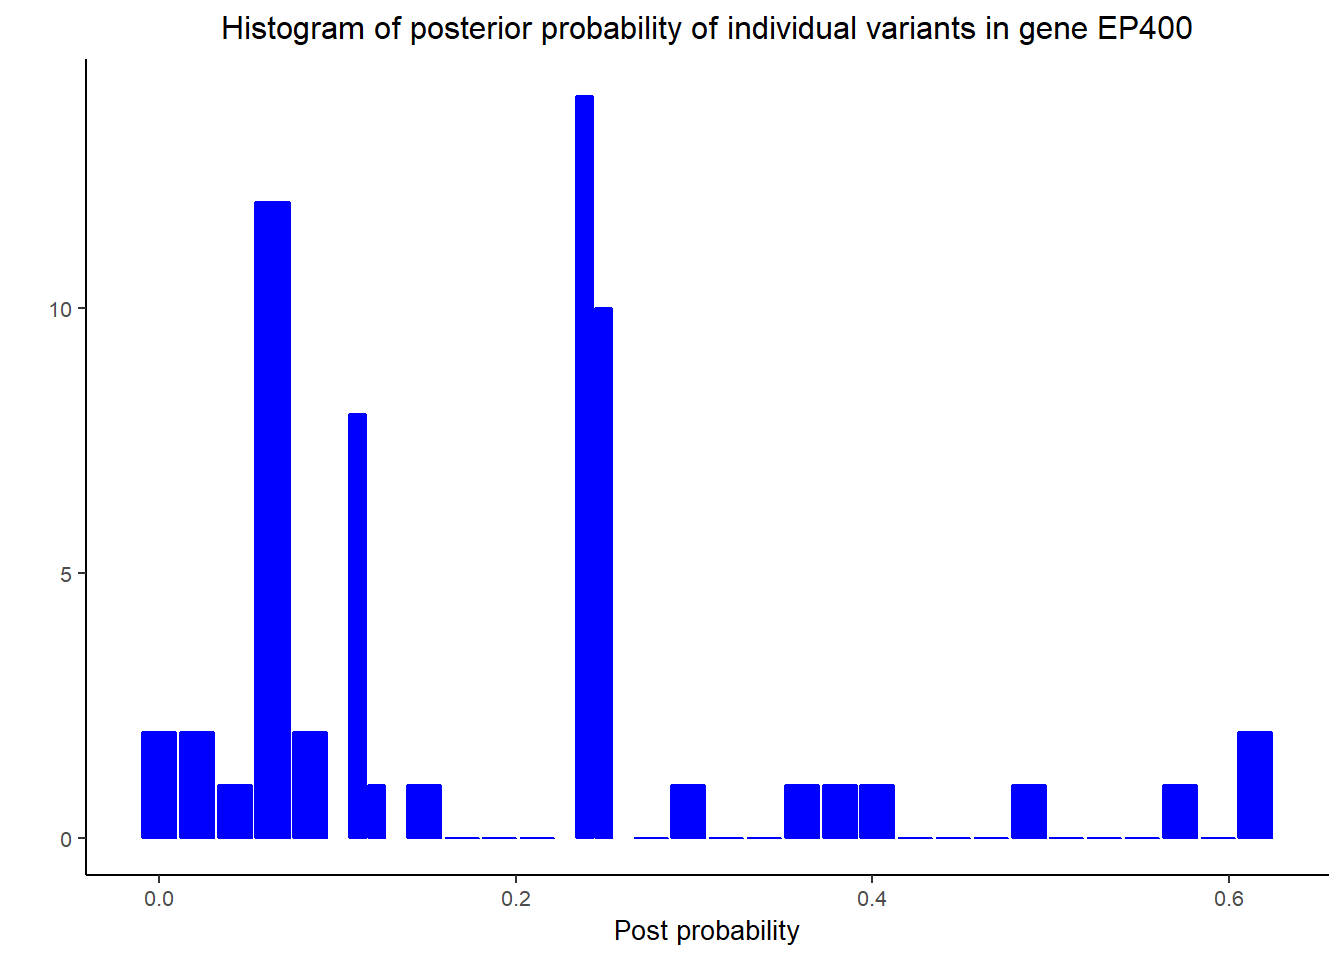 Histogram of posterior probability of individual variants in gene EP400
10
5
0
0.0 0.2 0.4 0.6
Post probability